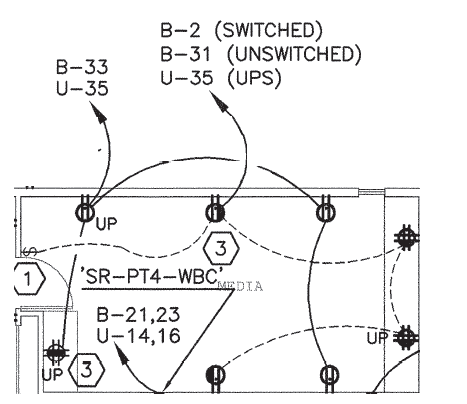 B-2 (SWITCHED)
B-31 (UNSWITCHED)
U-35 (UPS)
B-33
U-35
UP
$
3
1
'SR-PT4-WBC'
MEDIA
B-21,23
U-14,16
UP
UP
3